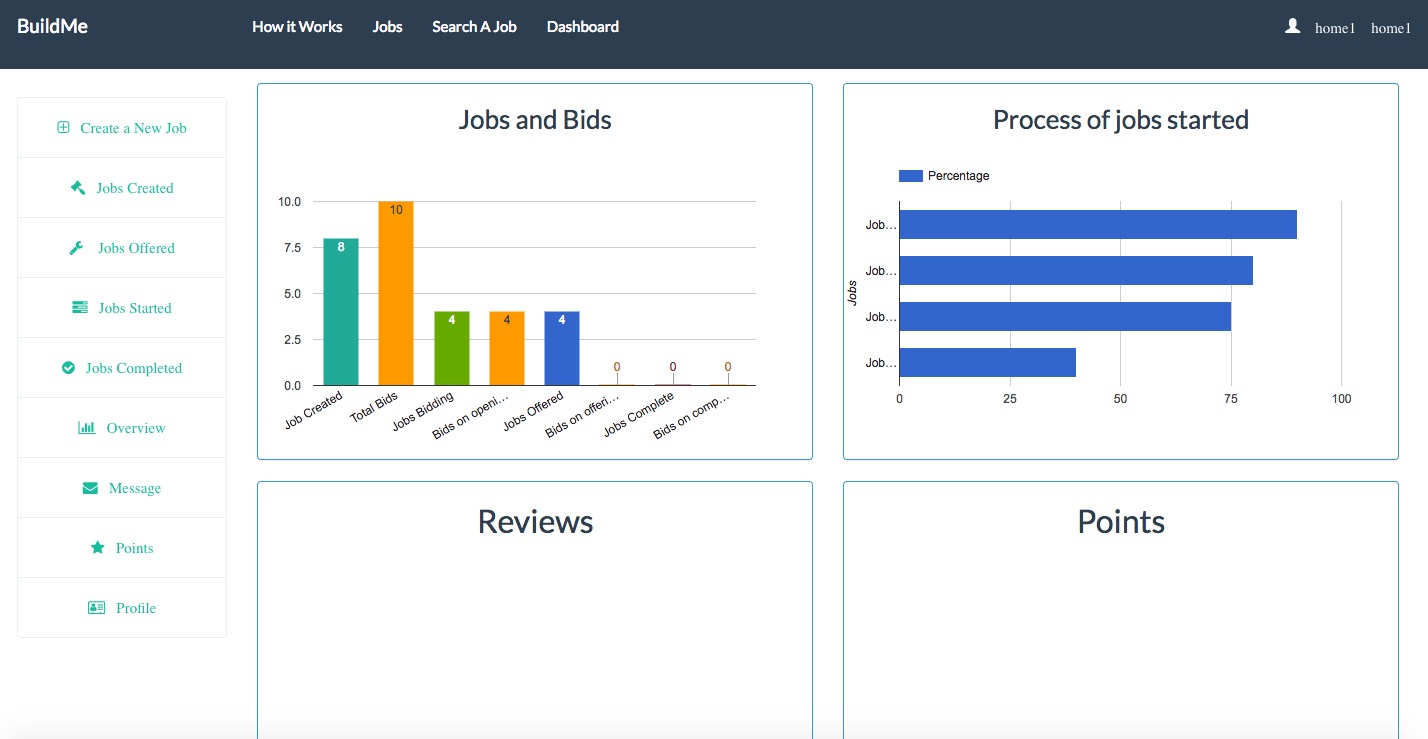 BuildMe
How it Works Jobs Search A Job Dashboard
home1 home1
Create a New Job
Jobs Created
Jobs Offered
Jobs Started
Jobs Completed
Overview
Message
Points
Profile
Jobs and Bids
10.0
7.5
5.0
2.5
0.0
8
10
4
4
4
0
0
0
Job Created
Total Bids
Jobs Bidding
Bids on openi...
Jobs Offered
Bids on offeri...
Jobs Complete
Bids on comp...
Process of jobs started
Percentage
Jobs
Job...
Job...
Job...
Job...
0 25 50 75 100
Reviews
Points